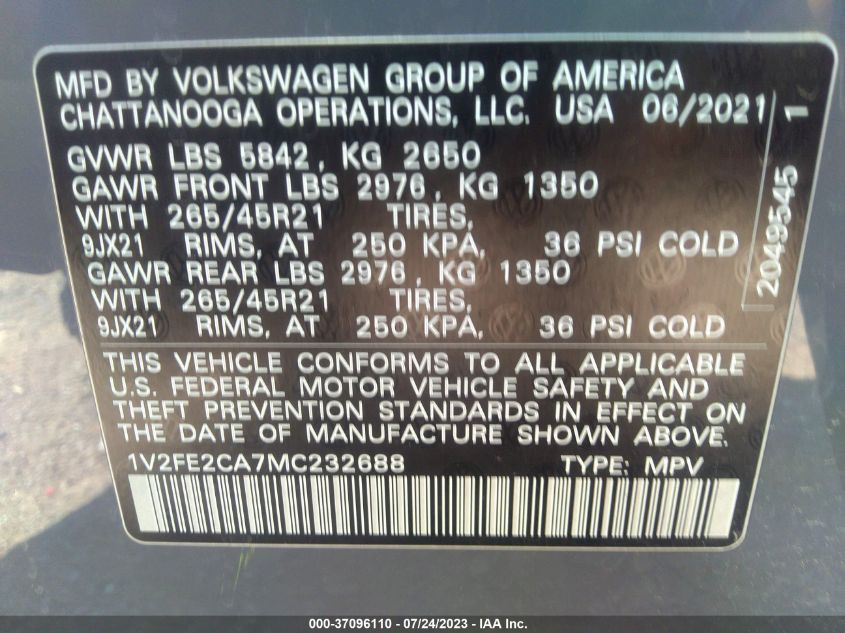 MFD BY VOLKSWAGEN GROUP OF AMERICA
CHATTANOOGA OPERATIONS, LLC. USA 06/2021
GVWR LBS 5842, KG 2650
GAWR FRONT LBS 2976, KG 1350
WITH 265/45R21 TIRES,
9JX21 RIMS, AT 250 KPA, 36 PSI COLD
GAWR REAR LBS 2976, KG 1350
WITH 265/45R21 TIRES,
9JX21 RIMS, AT 250 KPA, 36 PSI COLD
2049545 1
THIS VEHICLE CONFORMS TO ALL APPLICABLE
U.S. FEDERAL MOTOR VEHICLE SAFETY AND
THEFT PREVENTION STANDARDS IN EFFECT ON
THE DATE OF MANUFACTURE SHOWN ABOVE.
1V2FE2CA7MC232688 TYPE: MPV
000-37096110 - 07/24/2023 - IAA Inc.